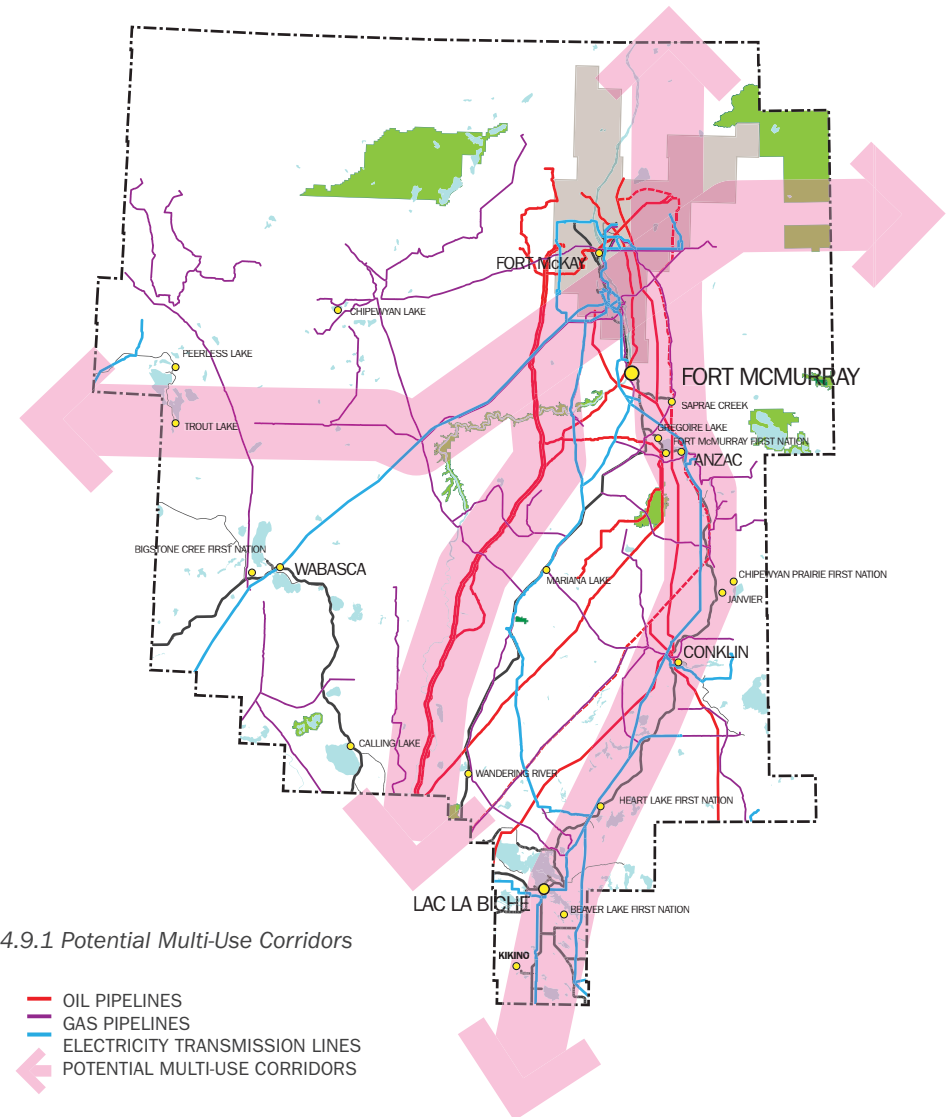 FORT McKAY
CHIPEWYAN LAKE
PEERLESS LAKE
FORT MCMURRAY
SAPRAE CREEK
TROUT LAKE
GREGOIRE LAKE
FORT McMURRAY FIRST NATION
ANZAC
BIGSTONE CREE FIRST NATION
WABASCA
MARIANA LAKE
CHIPEWYAN PRAIRIE FIRST NATION
JANVIER
CONKLIN
CALLING LAKE
WANDERING RIVER
HEART LAKE FIRST NATION
LAC LA BICHE
BEAVER LAKE FIRST NATION
4.9.1 Potential Multi-Use Corridors
KIKINO
OIL PIPELINES
GAS PIPELINES
ELECTRICITY TRANSMISSION LINES
POTENTIAL MULTI-USE CORRIDORS